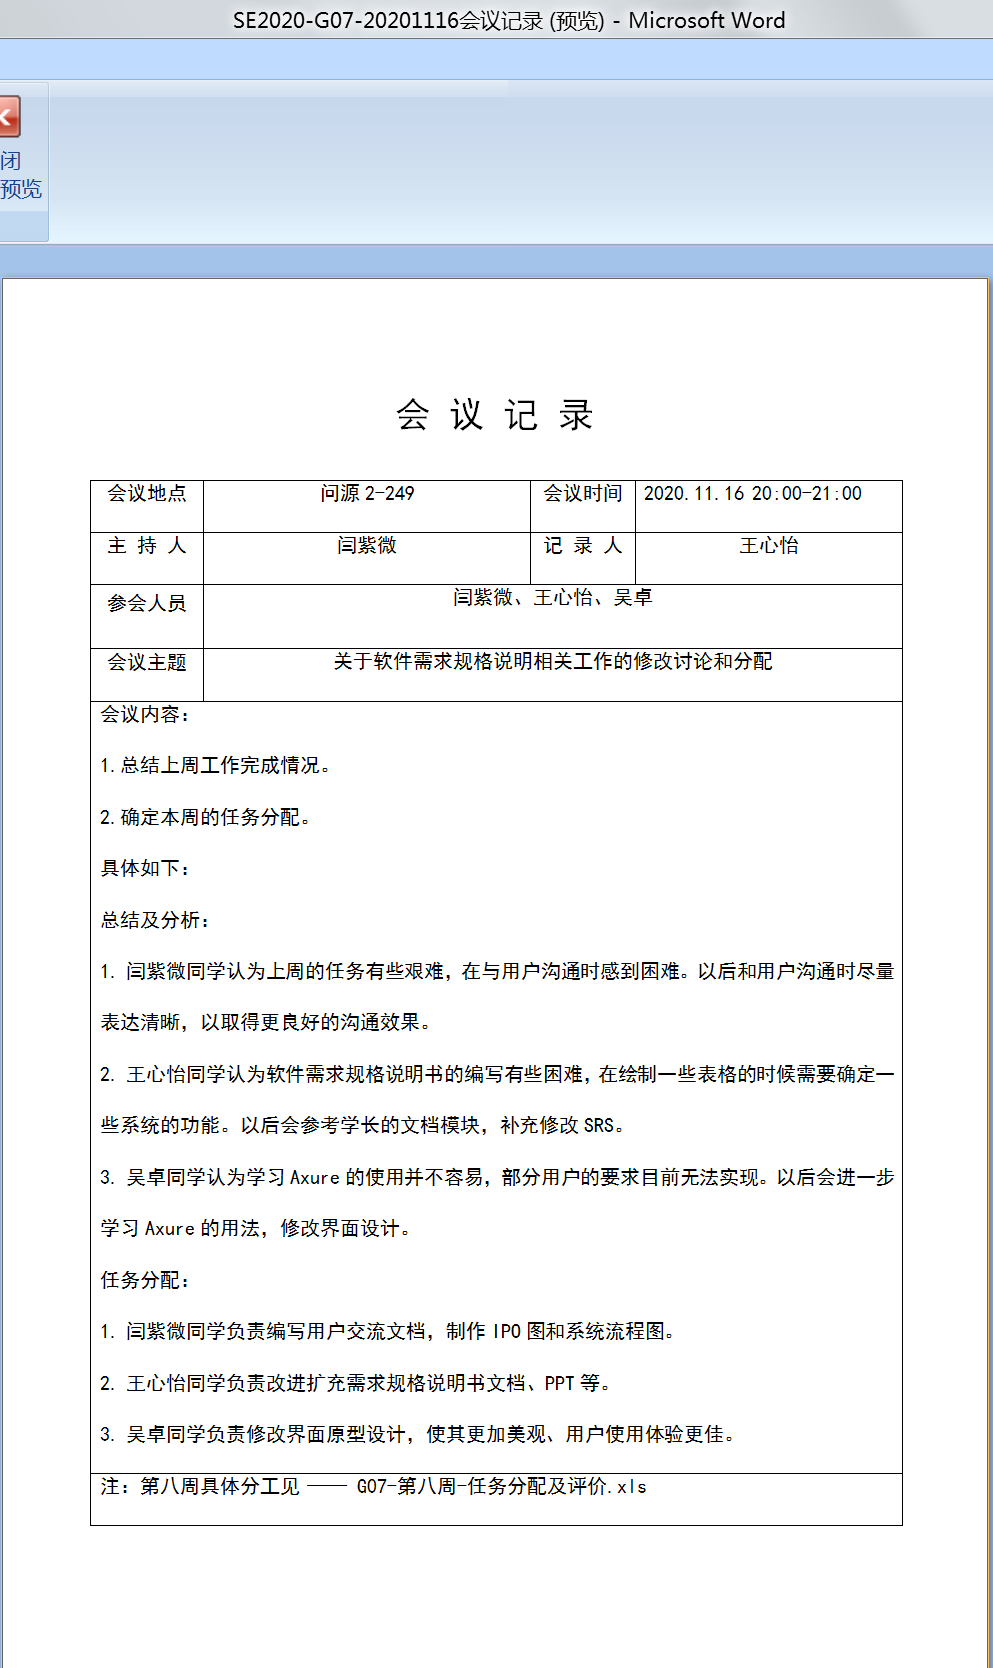 SE2020-G07-20201116会议记录 (预览) - Microsoft Word
闭
预览
会 议 记 录
会议地点 问源 2-249 会议时间 2020.11.16 20:00-21:00
主 持 人 闫紫微 记 录 人 王心怡
参会人员 闫紫微、王心怡、吴卓
会议主题 关于软件需求规格说明相关工作的修改讨论和分配
会议内容：
1.总结上周工作完成情况。
2.确定本周的任务分配。
具体如下：
总结及分析：
1. 闫紫微同学认为上周的任务有些艰难，在与用户沟通时感到困难。以后和用户沟通时尽量
表达清晰，以取得更良好的沟通效果。
2. 王心怡同学认为软件需求规格说明书的编写有些困难，在绘制一些表格的时候需要确定一
些系统的功能。以后会参考学长的文档模块，补充修改 SRS。
3. 吴卓同学认为学习 Axure 的使用并不容易，部分用户的要求目前无法实现。以后会进一步
学习 Axure 的用法，修改界面设计。
任务分配：
1. 闫紫微同学负责编写用户交流文档，制作 IPO 图和系统流程图。
2. 王心怡同学负责改进扩充需求规格说明书文档、PPT 等。
3. 吴卓同学负责修改界面原型设计，使其更加美观、用户使用体验更佳。
注：第八周具体分工见 —— G07-第八周-任务分配及评价.xls